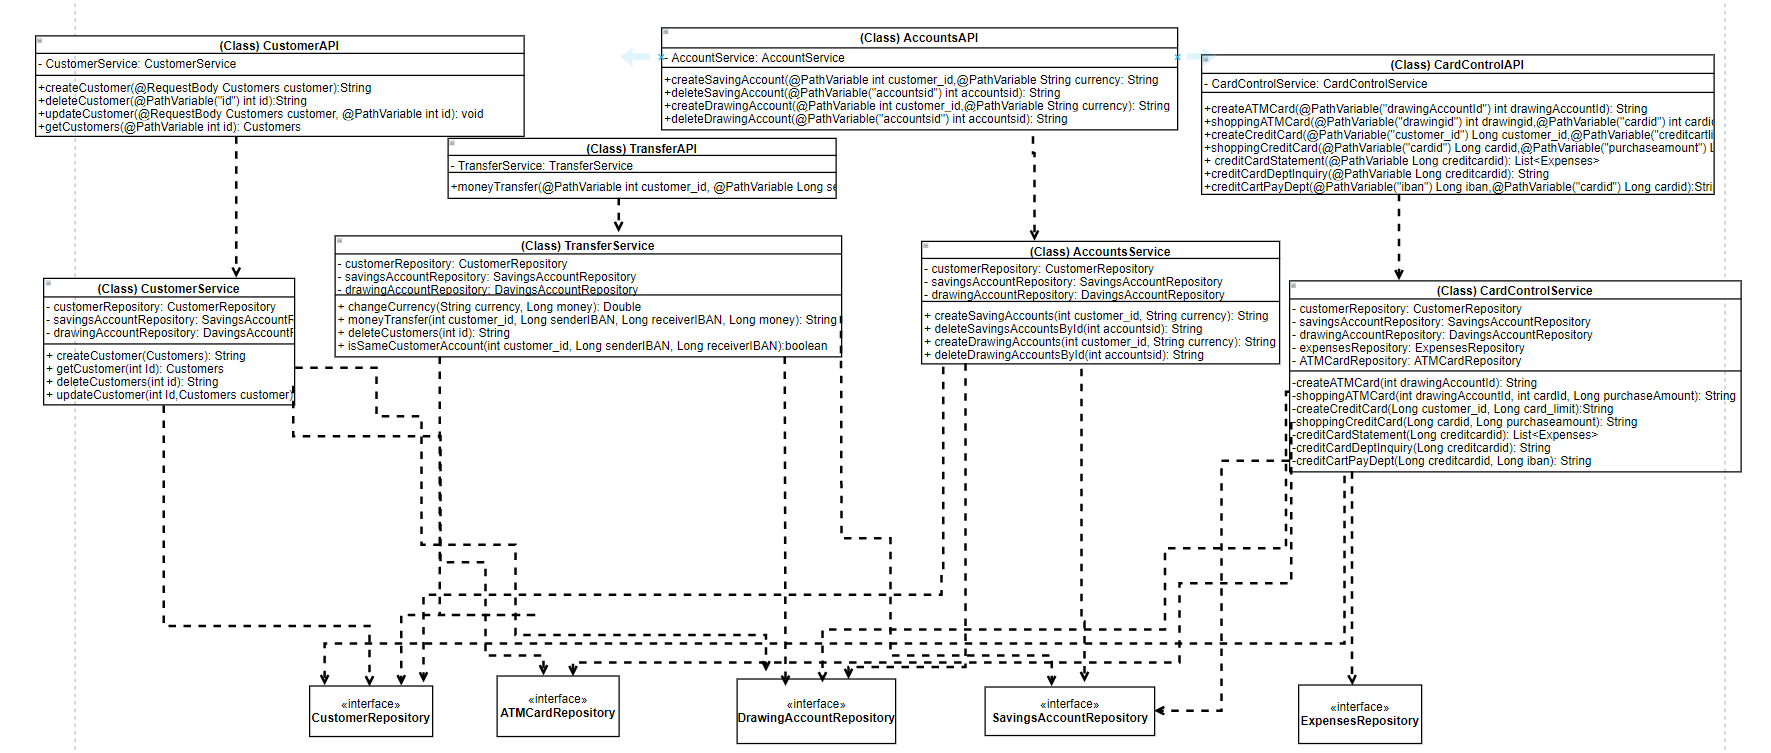 (Class) CustomerAPI
- CustomerService: CustomerService
+createCustomer(@RequestBody Customers customer):String
+deleteCustomer(@PathVariable("id") int id):String
+updateCustomer(@RequestBody Customers customer, @PathVariable int id): void
+getCustomers(@PathVariable int id): Customers
(Class) AccountsAPI
- AccountService: AccountService
+createSavingAccount(@PathVariable int customer_id,@PathVariable String currency: String
+deleteSavingAccount(@PathVariable("accountsid") int accountsid): String
+createDrawingAccount(@PathVariable int customer_id,@PathVariable String currency): String
+deleteDrawingAccount(@PathVariable("accountsid") int accountsid): String
(Class) CardControlAPI
- CardControlService: CardControlService
+createATMCard(@PathVariable("drawingAccountId") int drawingAccountId): String
+shoppingATMCard(@PathVariable("drawingid") int drawingid,@PathVariable("cardid") int cardid
+createCreditCard(@PathVariable("customer_id") Long customer_id,@PathVariable("creditcartli
+shoppingCreditCard(@PathVariable("cardid") Long cardid,@PathVariable("purchaseamount") L
+ creditCardStatement(@PathVariable Long creditcardid): List<Expenses>
+creditCardDeptInquiry(@PathVariable Long creditcardid): String
+creditCartPayDept(@PathVariable("iban") Long iban,@PathVariable("cardid") Long cardid):Stri
(Class) TransferAPI
- TransferService: TransferService
+moneyTransfer(@PathVariable int customer_id, @PathVariable Long se
(Class) TransferService
- customerRepository: CustomerRepository
- savingsAccountRepository: SavingsAccountRepository
- drawingAccountRepository: DavingsAccountRepository
+ changeCurrency(String currency, Long money): Double
+ moneyTransfer(int customer_id, Long senderIBAN, Long receiverIBAN, Long money): String
+ deleteCustomers(int id): String
+ isSameCustomerAccount(int customer_id, Long senderIBAN, Long receiverIBAN):boolean
(Class) AccountsService
- customerRepository: CustomerRepository
- savingsAccountRepository: SavingsAccountRepository
- drawingAccountRepository: DavingsAccountRepository
+ createSavingAccounts(int customer_id, String currency): String
+ deleteSavingsAccountsById(int accountsid): String
+ createDrawingAccounts(int customer_id, String currency): String
+ deleteDrawingAccountsById(int accountsid): String
(Class) CustomerService
- customerRepository: CustomerRepository
- savingsAccountRepository: SavingsAccountR
- drawingAccountRepository: DavingsAccountF
+ createCustomer(Customers): String
+ getCustomer(int Id): Customers
+ deleteCustomers(int id): String
+ updateCustomer(int Id,Customers customer)
(Class) CardControlService
- customerRepository: CustomerRepository
- savingsAccountRepository: SavingsAccountRepository
- drawingAccountRepository: DavingsAccountRepository
- expensesRepository: ExpensesRepository
- ATMCardRepository: ATMCardRepository
-createATMCard(int drawingAccountId): String
-shoppingATMCard(int drawingAccountId, int cardId, Long purchaseAmount): String
-createCreditCard(Long customer_id, Long card_limit):String
-shoppingCreditCard(Long cardid, Long purchaseamount): String
-creditCardStatement(Long creditcardid): List<Expenses>
-creditCardDeptInquiry(Long creditcardid): String
-creditCartPayDept(Long creditcardid, Long iban): String
«interface»
CustomerRepository
«interface»
ATMCardRepository
«interface»
DrawingAccountRepository
«interface»
SavingsAccountRepository
«interface»
ExpensesRepository